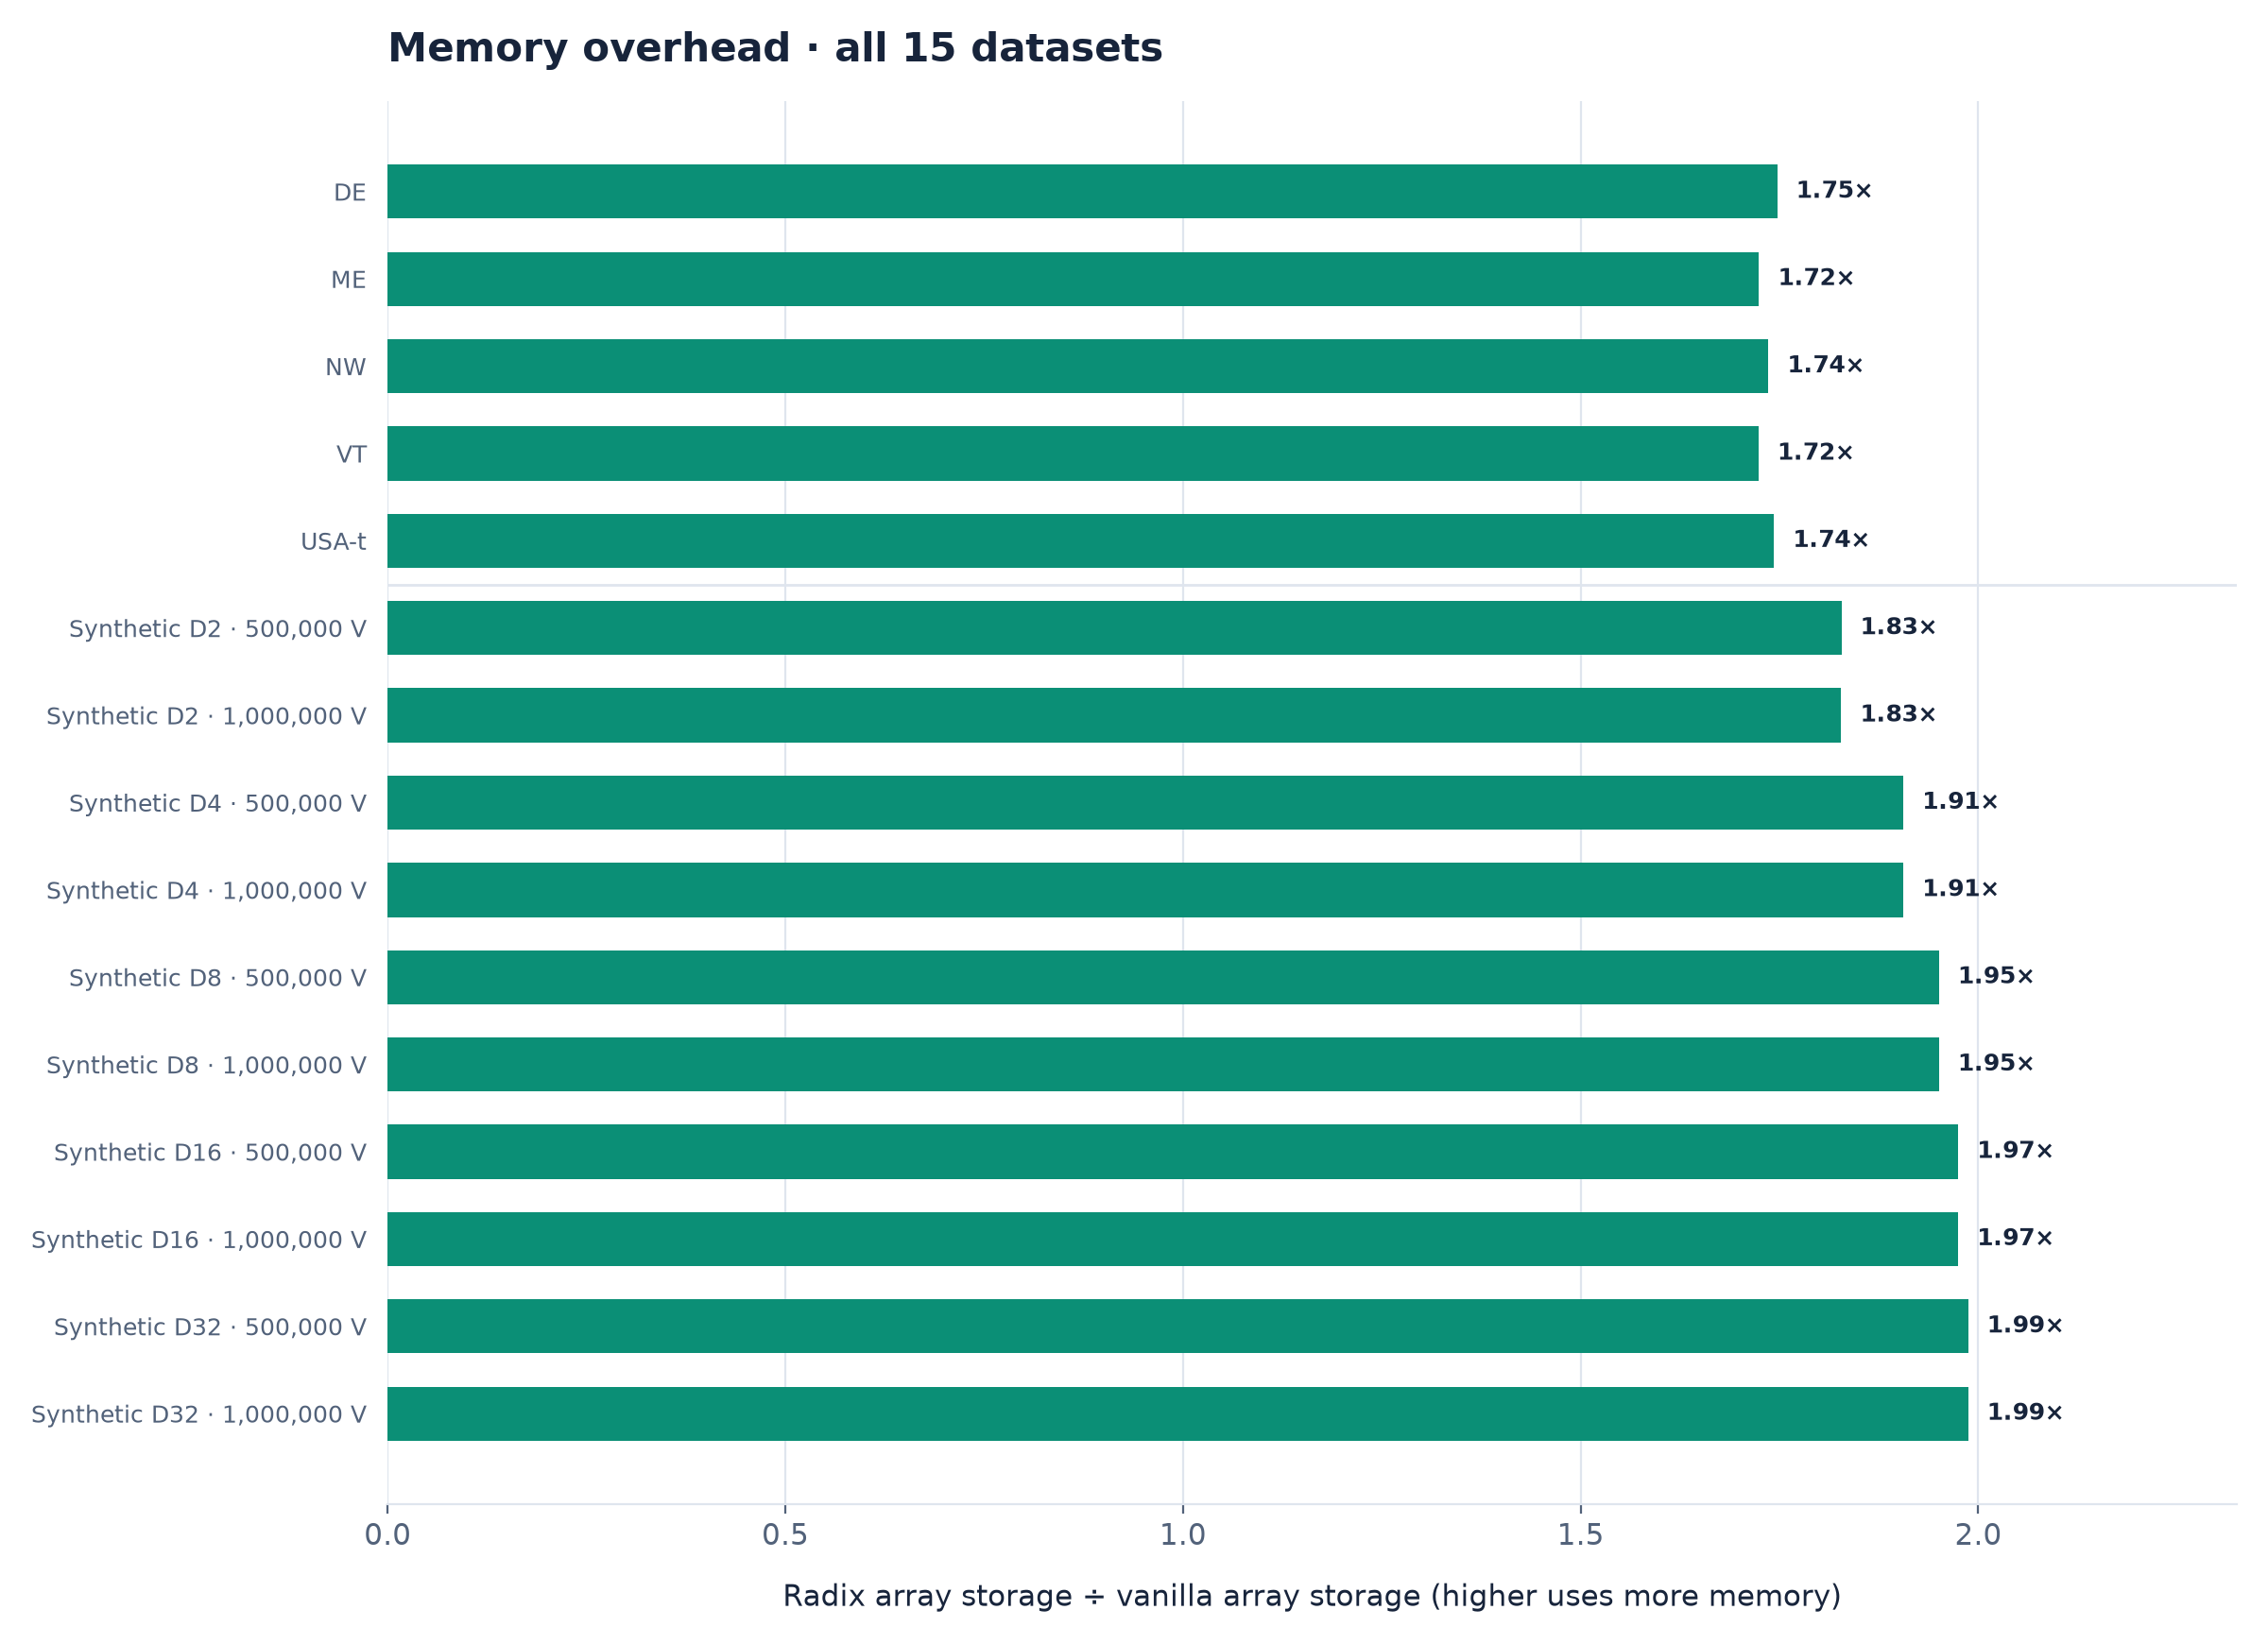 Memory overhead · all 15 datasets
DE 1.75×
ME 1.72×
NW 1.74×
VT 1.72×
USA-t 1.74×
Synthetic D2 · 500,000 V 1.83×
Synthetic D2 · 1,000,000 V 1.83×
Synthetic D4 · 500,000 V 1.91×
Synthetic D4 · 1,000,000 V 1.91×
Synthetic D8 · 500,000 V 1.95×
Synthetic D8 · 1,000,000 V 1.95×
Synthetic D16 · 500,000 V 1.97×
Synthetic D16 · 1,000,000 V 1.97×
Synthetic D32 · 500,000 V 1.99×
Synthetic D32 · 1,000,000 V 1.99×
0.0 0.5 1.0 1.5 2.0
Radix array storage ÷ vanilla array storage (higher uses more memory)